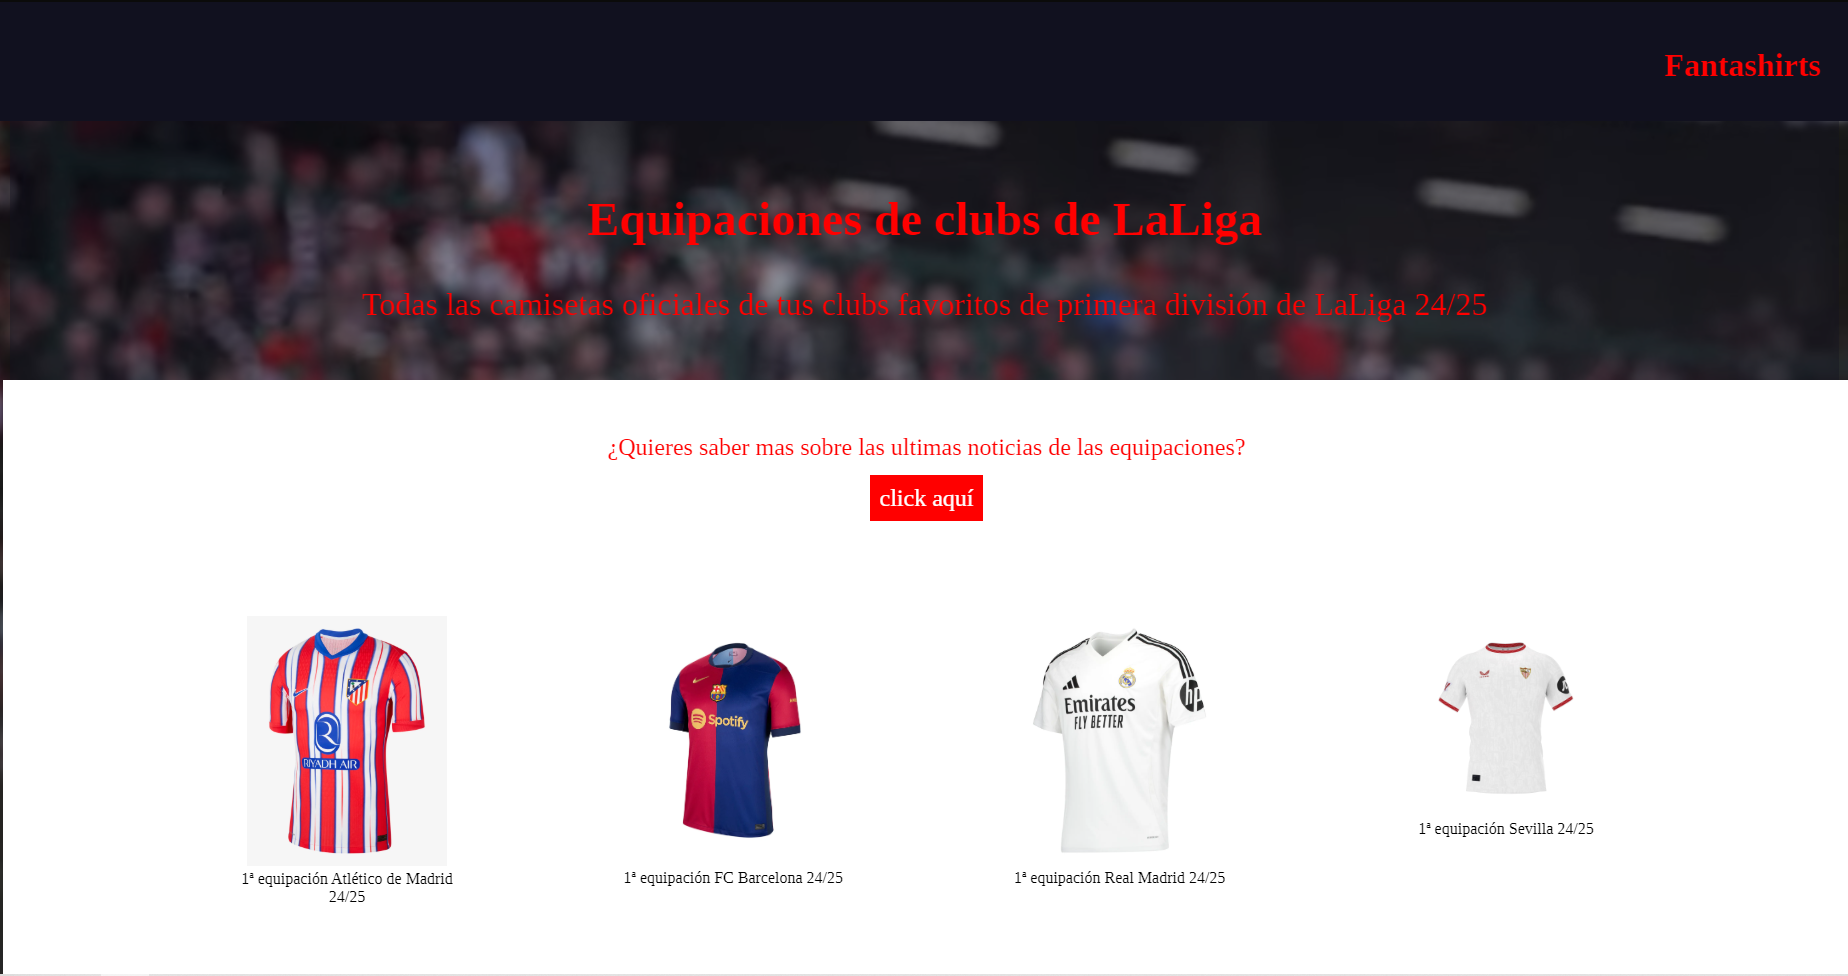 Fantashirts
Equipaciones de clubs de LaLiga
Todas las camisetas oficiales de tus clubs favoritos de primera división de LaLiga 24/25
¿Quieres saber mas sobre las ultimas noticias de las equipaciones?
click aquí
RIYADH AIR
Spotify
Emirates
FLY BETTER
hp
1ª equipación Atlético de Madrid
24/25
1ª equipación FC Barcelona 24/25
1ª equipación Real Madrid 24/25
1ª equipación Sevilla 24/25